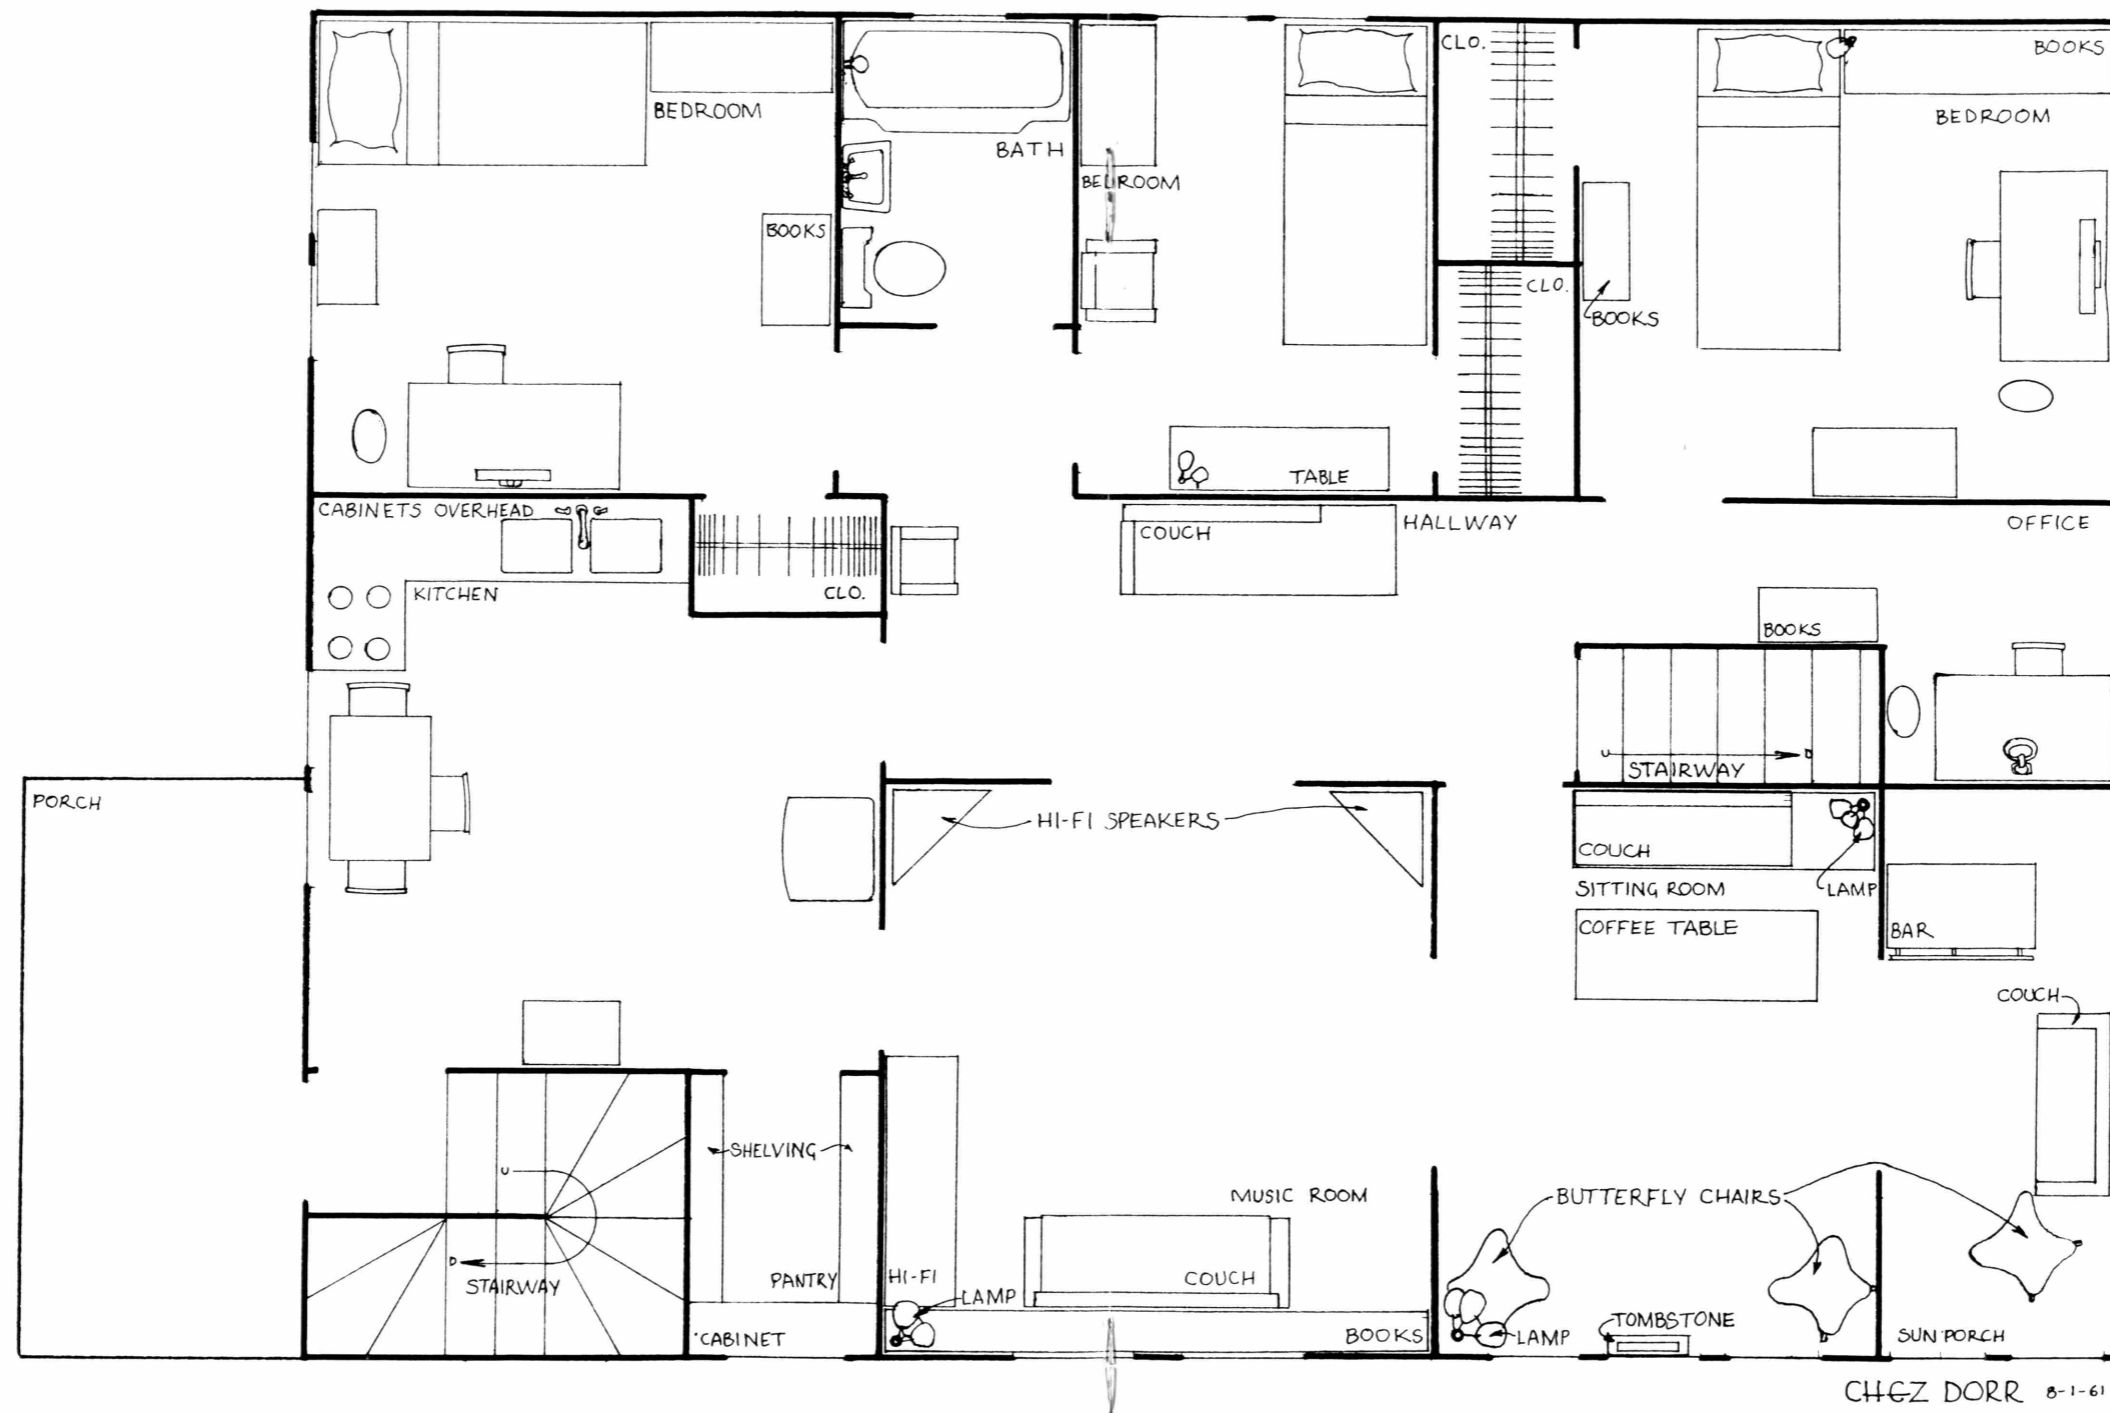 CLO.
BOOKS
BEDROOM
BEDROOM
BATH
BEDROOM
BOOKS
CLO.
BOOKS
TABLE
CABINETS OVERHEAD
COUCH
HALLWAY
OFFICE
KITCHEN
CLO.
BOOKS
U
D
STAIRWAY
PORCH
HI-FI SPEAKERS
COUCH
SITTING ROOM
LAMP
COFFEE TABLE
BAR
COUCH
SHELVING
U
MUSIC ROOM
BUTTERFLY CHAIRS
D
STAIRWAY
PANTRY
HI-FI
COUCH
LAMP
CABINET
BOOKS
LAMP
TOMBSTONE
SUN PORCH
CHEZ DORR 8-1-61